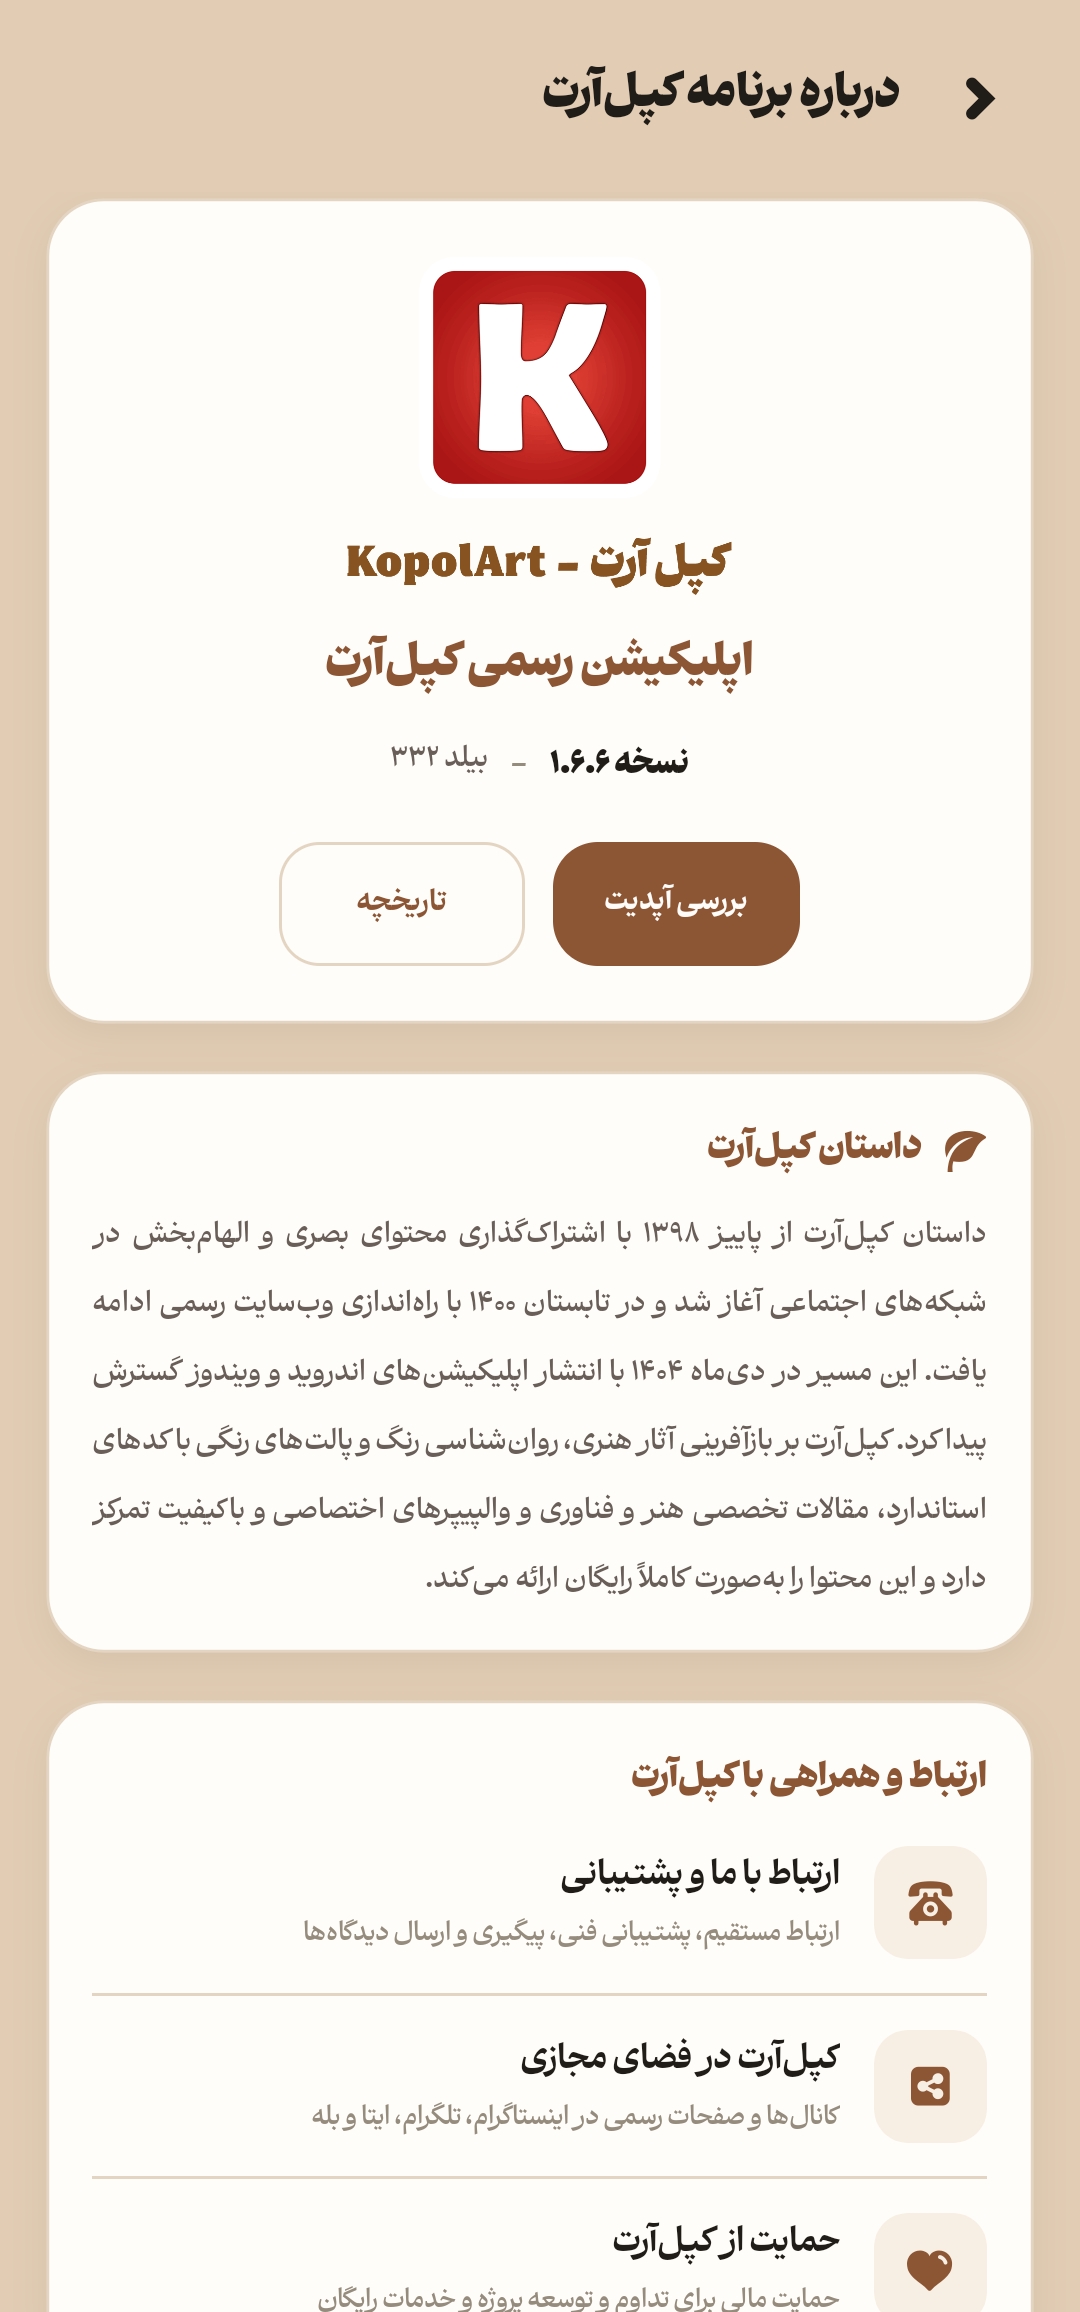 درباره برنامه کپل‌آرت
K
کپل آرت - KopolArt
اپلیکیشن رسمی کپل‌آرت
نسخه ۱.۶.۶ - بیلد ۳۳۲
بررسی آپدیت
تاریخچه
داستان کپل‌آرت
داستان کپل‌آرت از پاییز ۱۳۹۸ با اشتراک‌گذاری محتوای بصری و الهام‌بخش در
شبکه‌های اجتماعی آغاز شد و در تابستان ۱۴۰۰ با راه‌اندازی وب‌سایت رسمی ادامه
یافت. این مسیر در دی‌ماه ۱۴۰۴ با انتشار اپلیکیشن‌های اندروید و ویندوز گسترش
پیدا کرد. کپل‌آرت بر بازآفرینی آثار هنری، روان‌شناسی رنگ و پالت‌های رنگی با کدهای
استاندارد، مقالات تخصصی هنر و فناوری و والپیپرهای اختصاصی و باکیفیت تمرکز
دارد و این محتوا را به‌صورت کاملاً رایگان ارائه می‌کند.
ارتباط و همراهی با کپل‌آرت
ارتباط با ما و پشتیبانی
ارتباط مستقیم، پشتیبانی فنی، پیگیری و ارسال دیدگاه‌ها
کپل‌آرت در فضای مجازی
کانال‌ها و صفحات رسمی در اینستاگرام، تلگرام، ایتا و بله
حمایت از کپل‌آرت
حمایت مالی برای تداوم و توسعه پروژه و خدمات رایگان